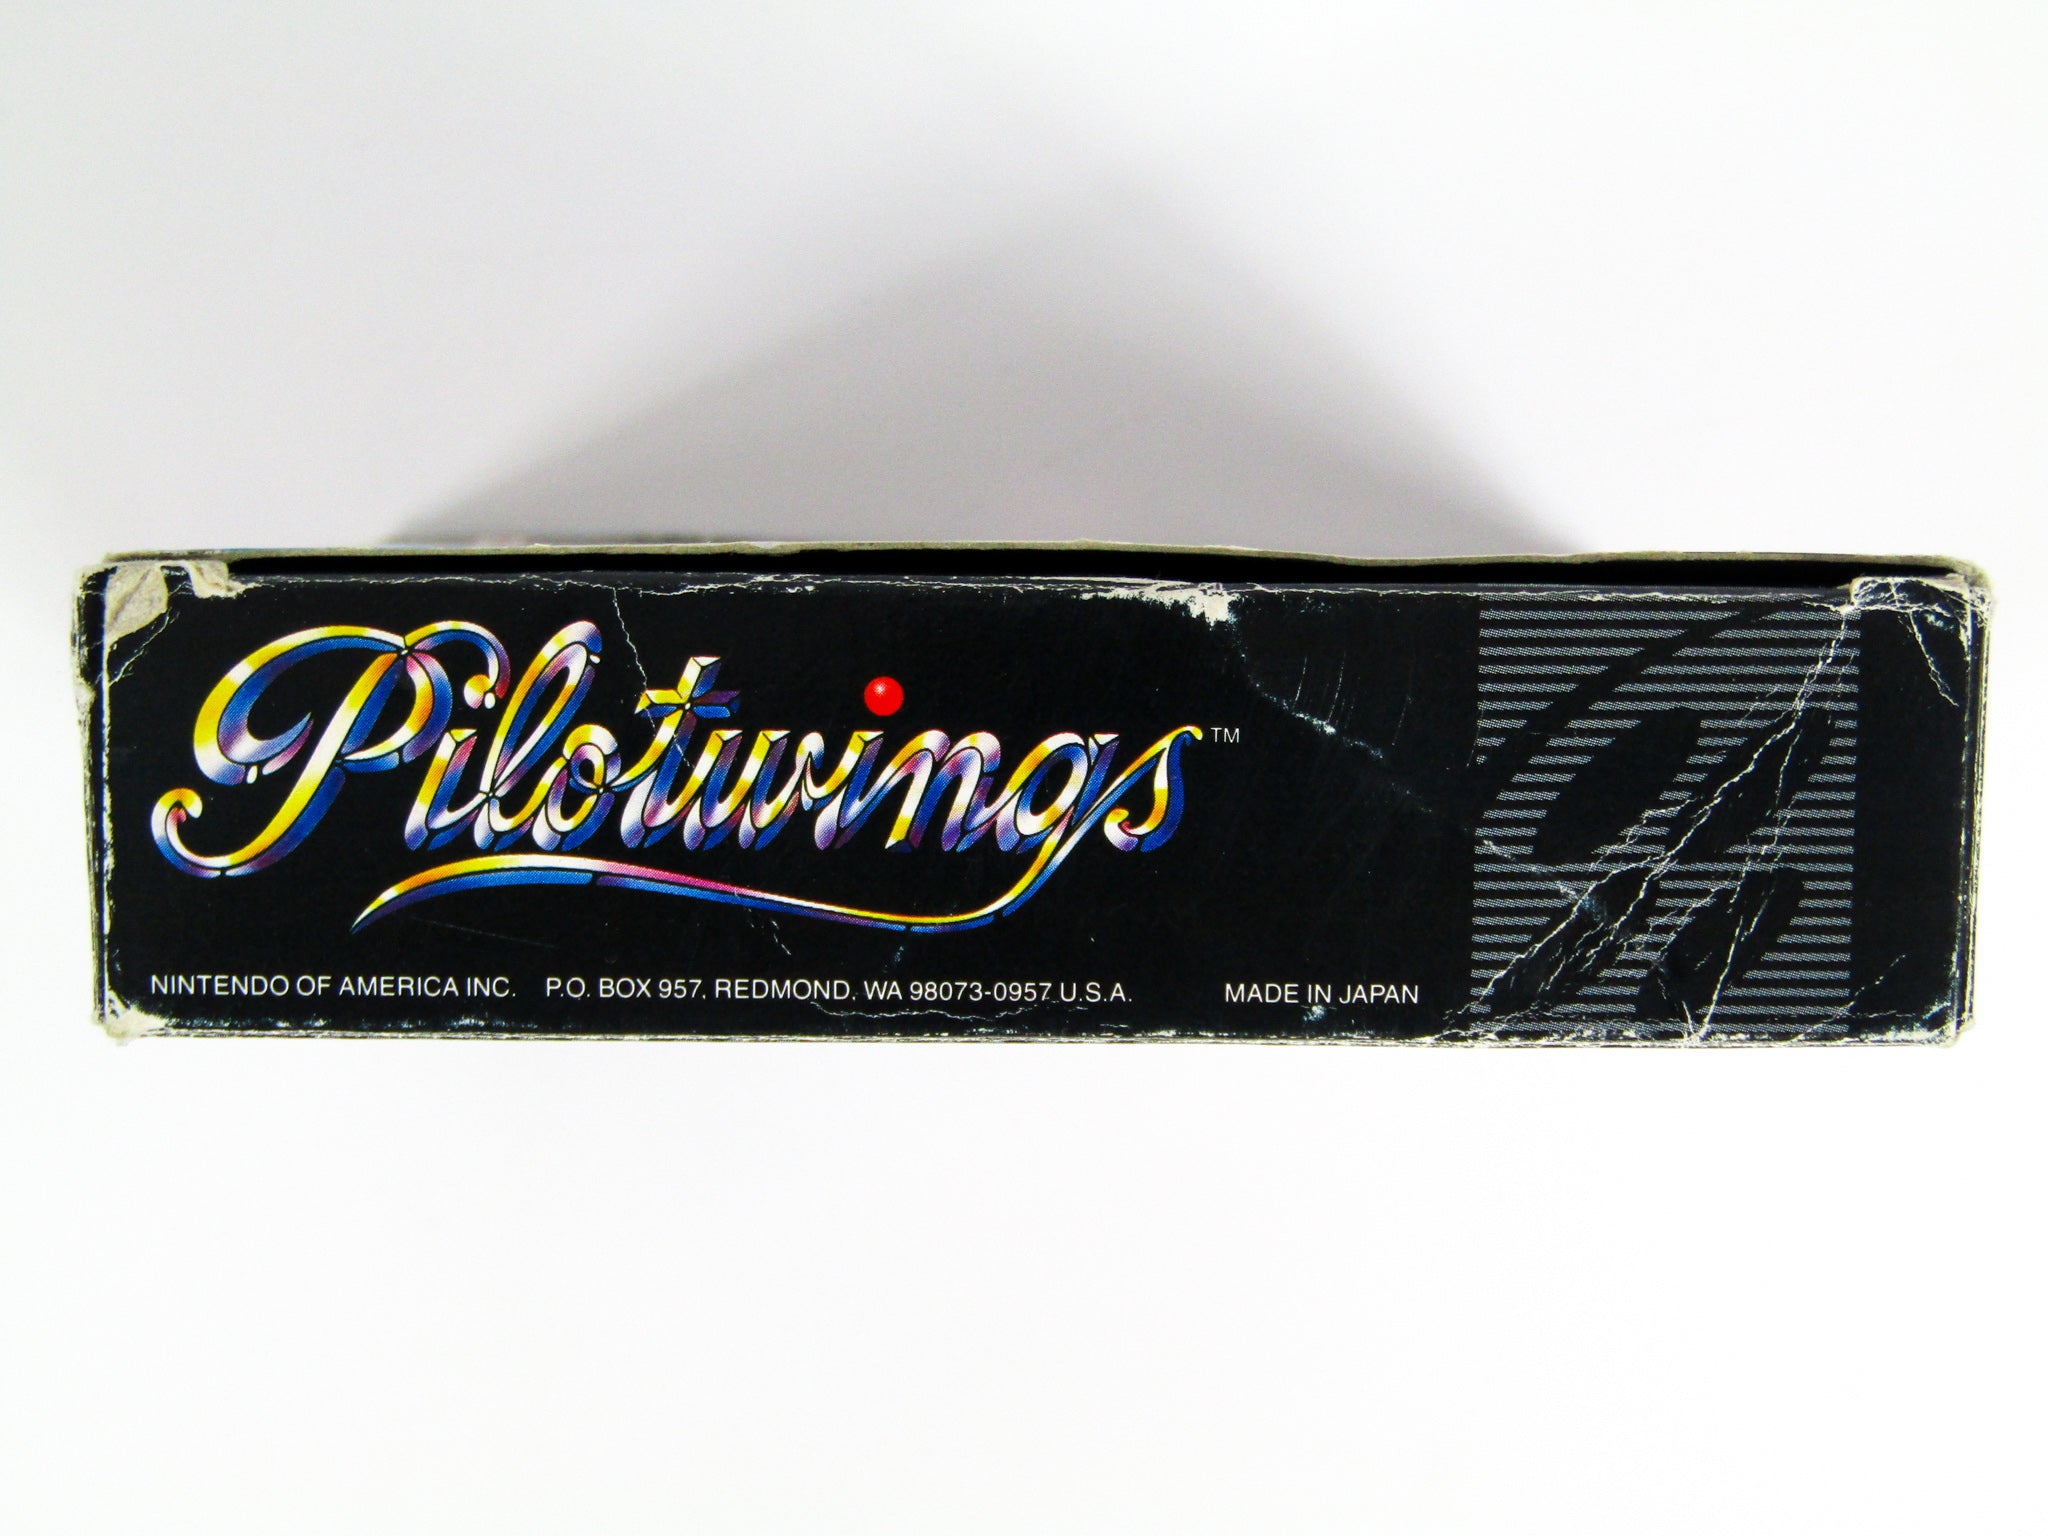 Pilotwings™
NINTENDO OF AMERICA INC. P.O. BOX 957, REDMOND, WA 98073-0957 U.S.A. MADE IN JAPAN